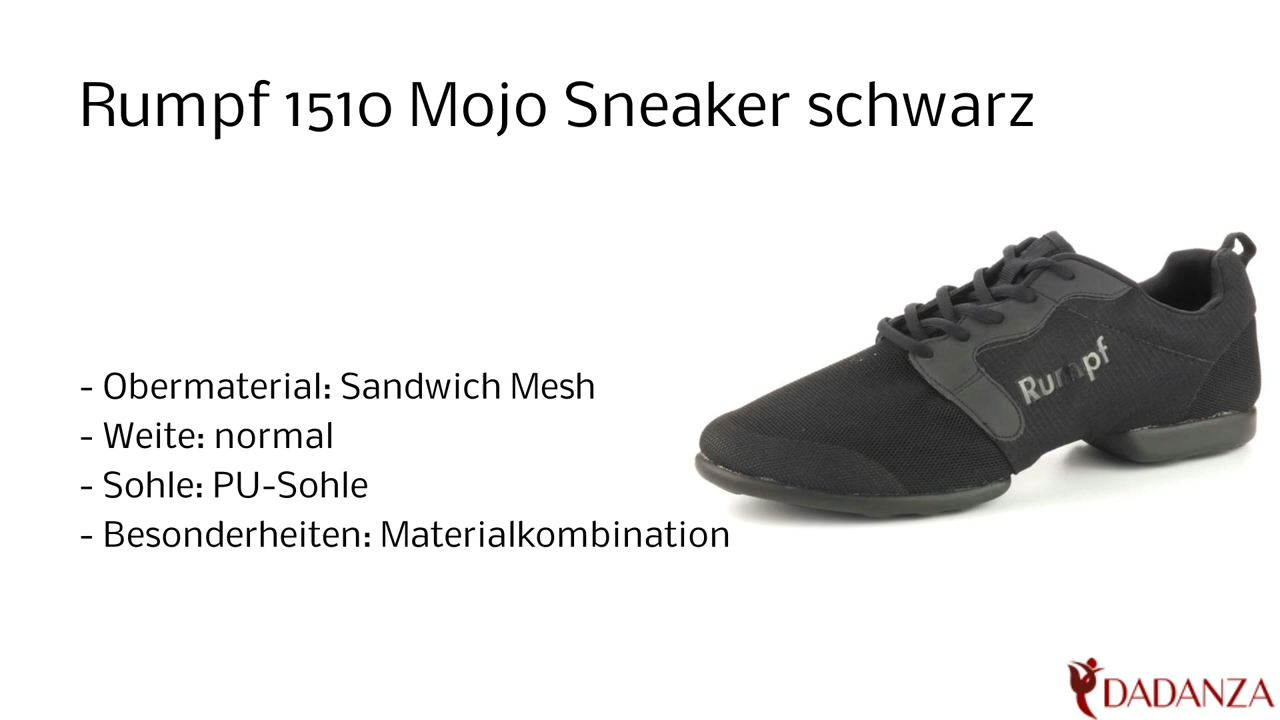 Rumpf 1510 Mojo Sneaker schwarz
Rumpf
- Obermaterial: Sandwich Mesh
- Weite: normal
- Sohle: PU-Sohle
- Besonderheiten: Materialkombination
DADANZA